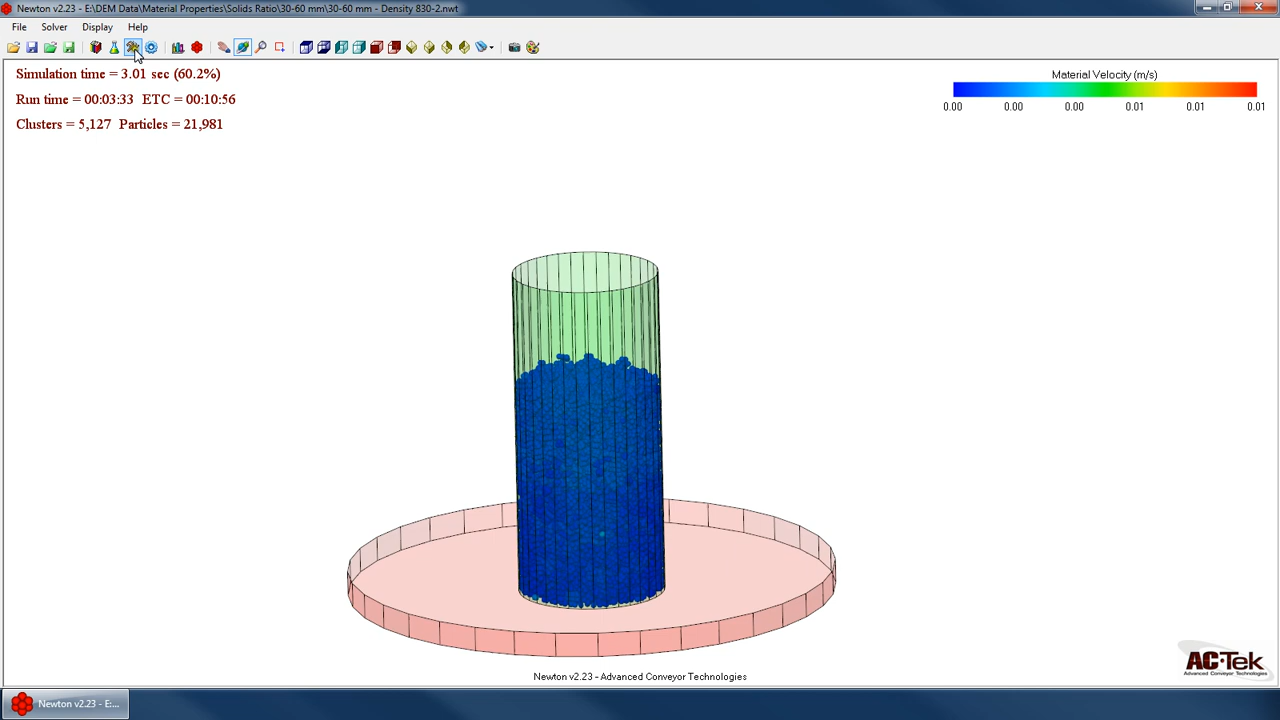 Newton v2.23 - E:\DEM Data\Material Properties\Solids Ratio\30-60 mm\30-60 mm - Density 830-2.nwt
File Solver Display Help
Simulation time = 3.01 sec (60.2%)
Run time = 00:03:33 ETC = 00:10:56
Clusters = 5,127 Particles = 21,981
Material Velocity (m/s)
0.00 0.00 0.00 0.01 0.01 0.01
AC-Tek
Advanced Conveyor Technologies
Newton v2.23 - Advanced Conveyor Technologies
Newton v2.23 - E:...